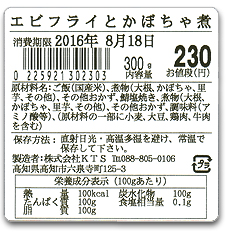 エビフライとかぼちゃ煮
消費期限 2016年 8月18日
300g 230
0 225921 302303 内容量 お値段(円)
原材料名:ご飯(国産米)、煮物(大根、かぼちゃ、里
芋、その他)、その他おかず、鯖塩焼き、煮物(大根、
かぼちゃ、里芋、その他)、その他おかず、調味料(ア
ミノ酸等)、(原材料の一部に小麦、大豆、鶏肉、牛肉
を含む)
保存方法:直射日光・高温多湿を避け、常温で
保存して下さい。
製造者:株式会社KTS Tm088-805-0106
高知県高知市六泉寺町125-3
栄養成分表示(100gあたり)
熱量 100kcal 炭水化物 100g
たんぱく質 100g 食塩相当量 0.1g
脂質 100g